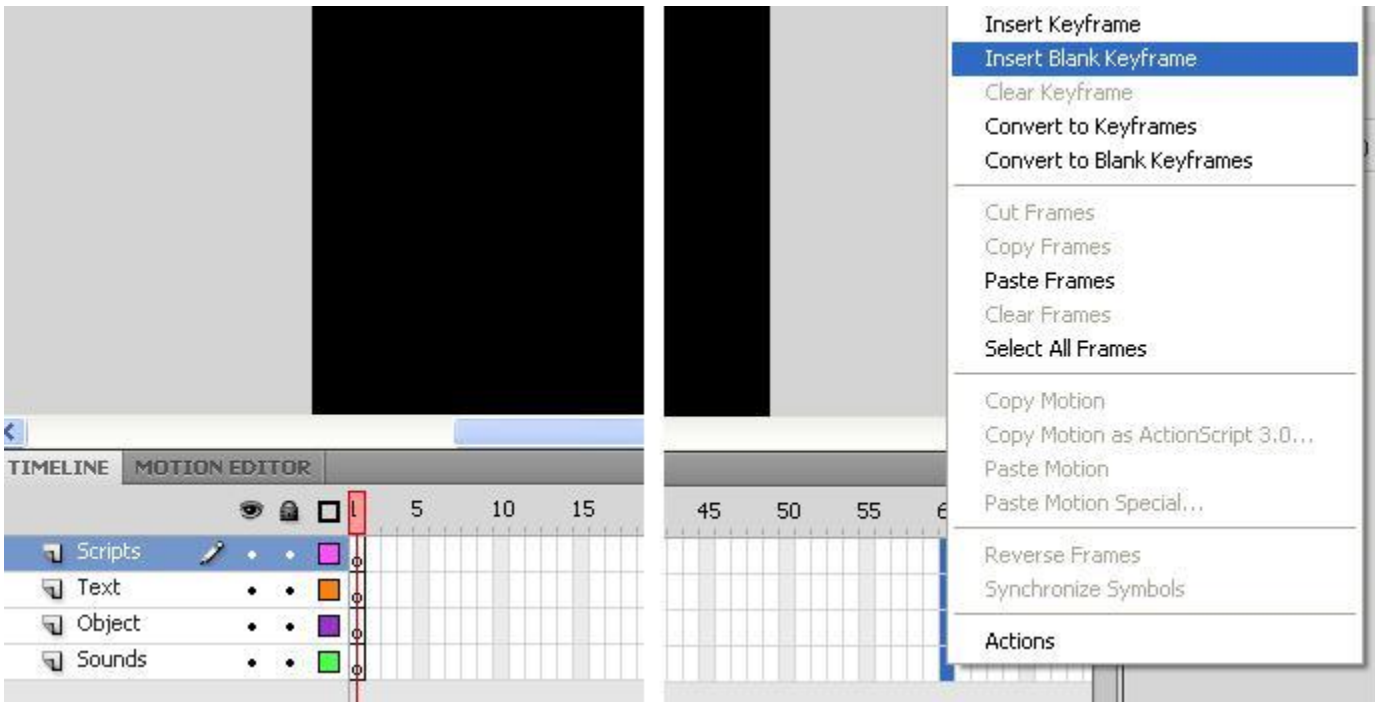 TIMELINE MOTION EDITOR
1 5 10 15
Scripts
Text
Object
Sounds
Insert Keyframe
Insert Blank Keyframe
Clear Keyframe
Convert to Keyframes
Convert to Blank Keyframes
Cut Frames
Copy Frames
Paste Frames
Clear Frames
Select All Frames
Copy Motion
Copy Motion as ActionScript 3.0...
Paste Motion
Paste Motion Special...
Reverse Frames
Synchronize Symbols
Actions
45 50 55